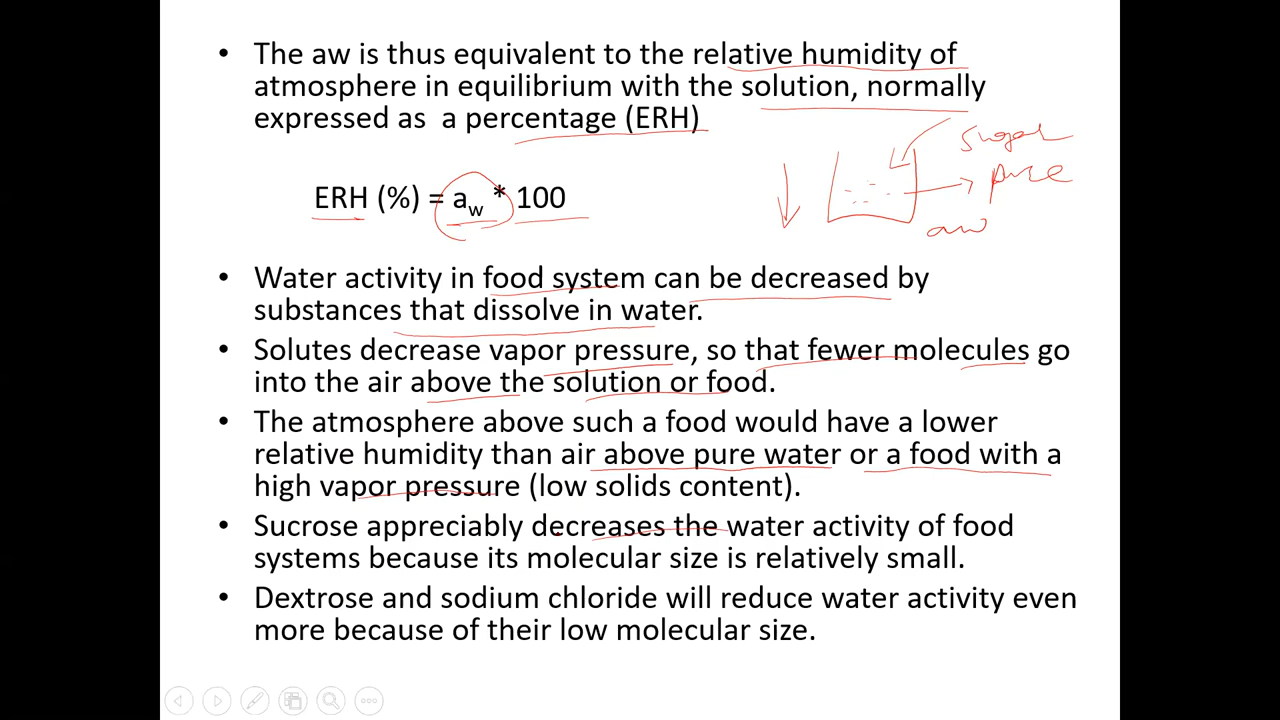 • The aw is thus equivalent to the relative humidity of
atmosphere in equilibrium with the solution, normally
expressed as a percentage (ERH)
sugar
pure
ERH (%) = aw * 100
aw
• Water activity in food system can be decreased by
substances that dissolve in water.
• Solutes decrease vapor pressure, so that fewer molecules go
into the air above the solution or food.
• The atmosphere above such a food would have a lower
relative humidity than air above pure water or a food with a
high vapor pressure (low solids content).
• Sucrose appreciably decreases the water activity of food
systems because its molecular size is relatively small.
• Dextrose and sodium chloride will reduce water activity even
more because of their low molecular size.